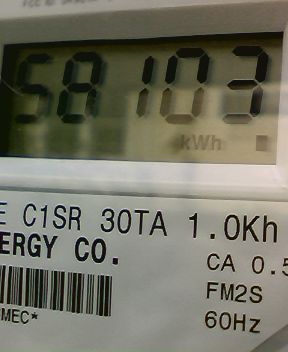 58103
kWh
E C1SR 30TA 1.0Kh
ERGY CO.
CA 0.5
FM2S
MEC*
60Hz